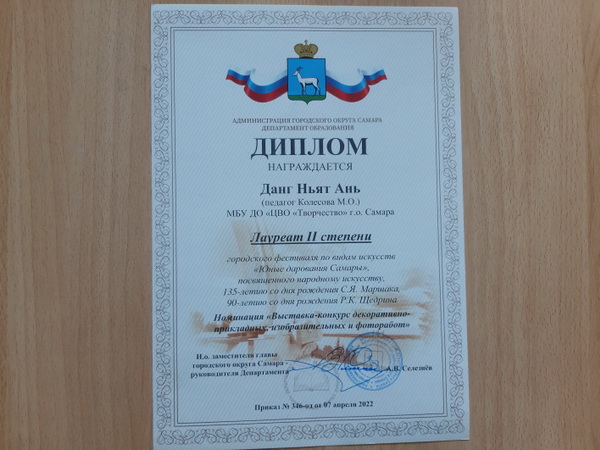 АДМИНИСТРАЦИЯ ГОРОДСКОГО ОКРУГА САМАРА
ДЕПАРТАМЕНТ ОБРАЗОВАНИЯ
ДИПЛОМ
НАГРАЖДАЕТСЯ
Данг Ньят Ань
(педагог Колесова М.О.)
МБУ ДО «ЦВО «Творчество» г.о. Самара
Лауреат II степени
городского фестиваля по видам искусств
«Юные дарования Самары»,
посвященного народному искусству,
135-летию со дня рождения С.Я. Маршака,
90-летию со дня рождения Р.К. Щедрина
Номинация «Выставка-конкурс декоративно-
прикладных, изобразительных и фоторабот»
И.о. заместителя главы
городского округа Самара -
руководителя Департамента
А.В. Селезнёв
Приказ № 346-од от 07 апреля 2022